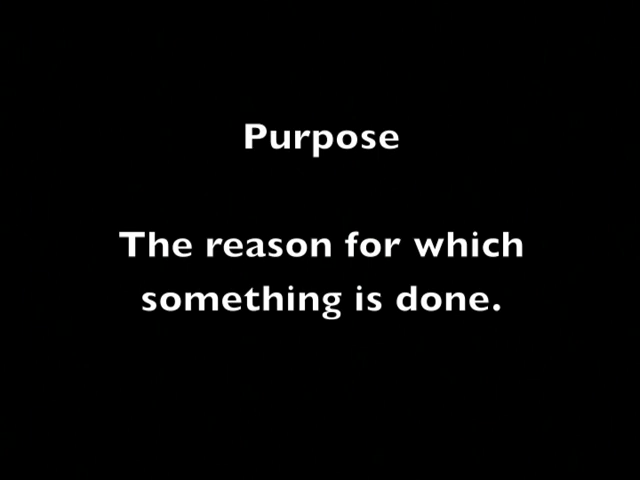 Purpose
The reason for which
something is done.